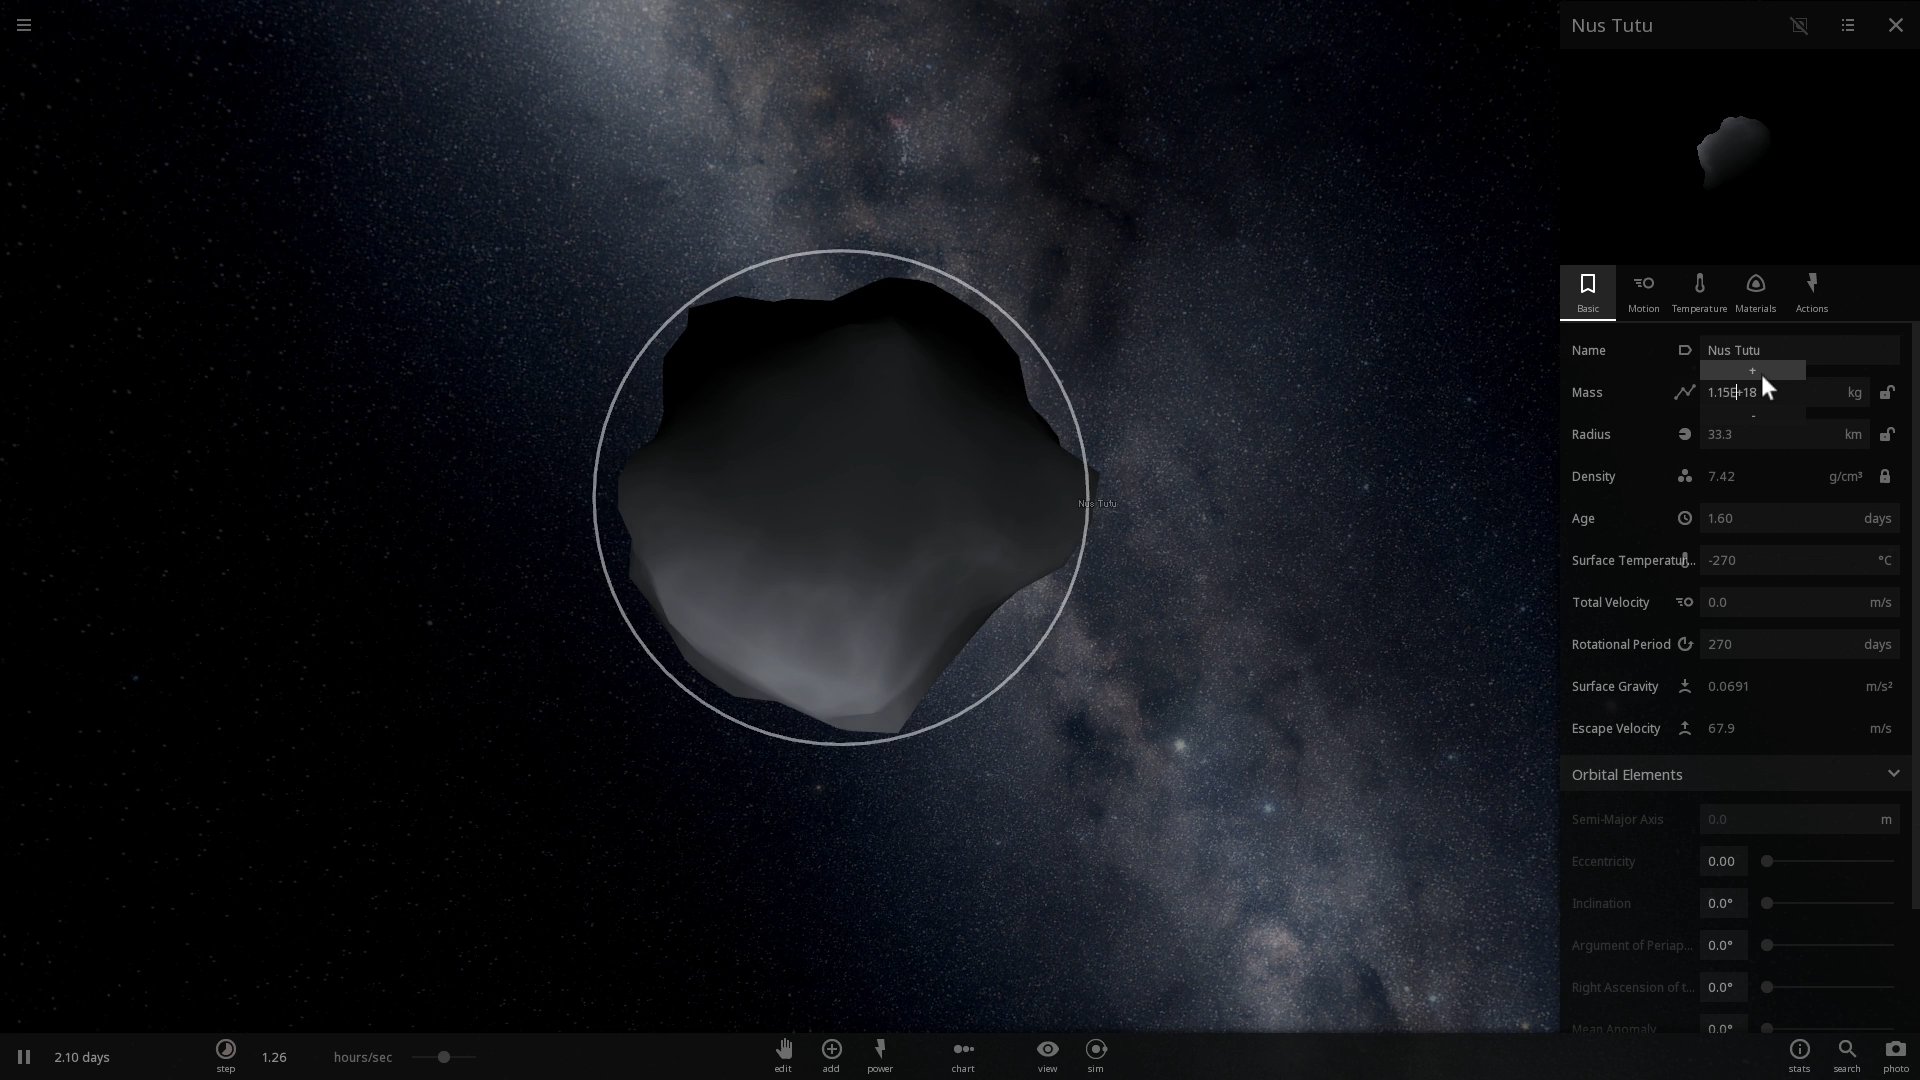 Nus Tutu
Basic
Motion
Temperature
Materials
Actions
Name
Nus Tutu
+
Mass
1.15E+18
kg
-
Radius
33.3
km
Density
7.42
g/cm³
Age
1.60
days
Surface Temperatur...
-270
°C
Total Velocity
0.0
m/s
Rotational Period
270
days
Surface Gravity
0.0691
m/s²
Escape Velocity
67.9
m/s
Orbital Elements
Semi-Major Axis
0.0
m
Eccentricity
0.00
Inclination
0.0°
Argument of Periap...
0.0°
Right Ascension of t...
0.0°
Mean Anomaly
0.0°
Nus Tutu
2.10 days
step
1.26
hours/sec
edit
add
power
chart
view
sim
stats
search
photo